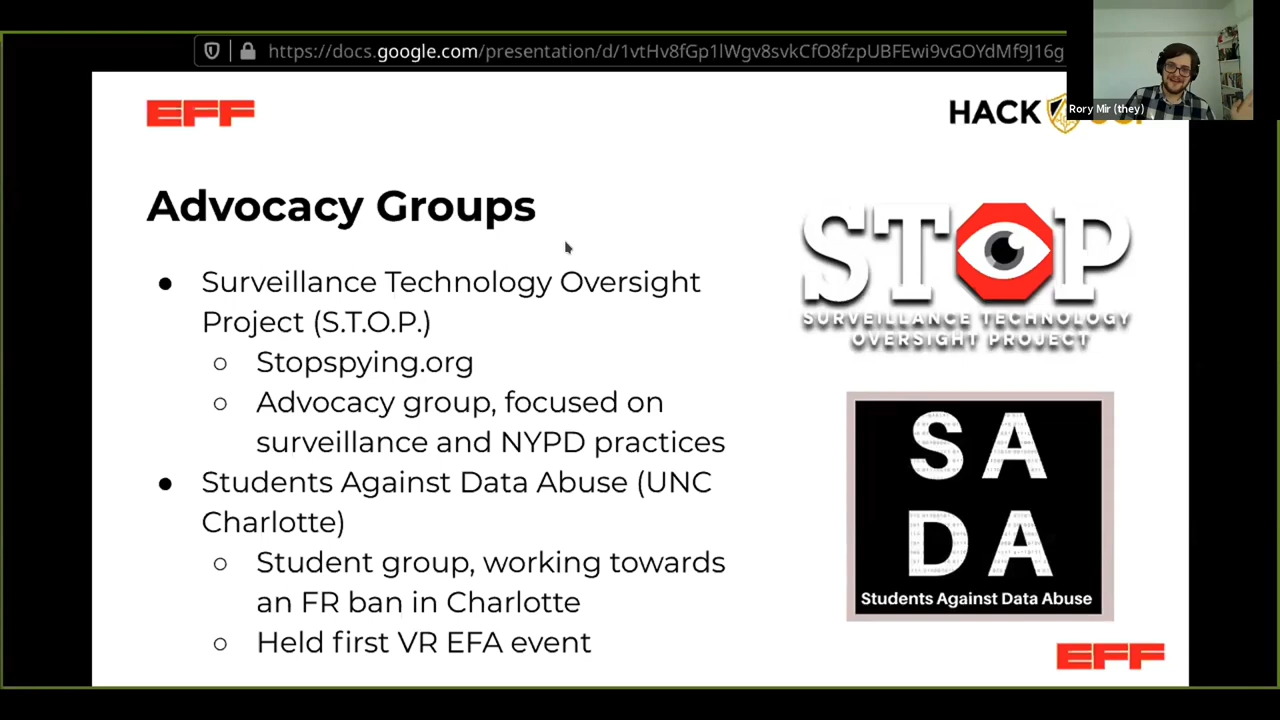 https://docs.google.com/presentation/d/1vtHv8fGp1lWgv8svkCfO8fzpUBFEwi9vGOYdMf9J16g
Rory Mir (they)
EFF
HACK
Advocacy Groups
● Surveillance Technology Oversight
Project (S.T.O.P.)
○ Stopspying.org
○ Advocacy group, focused on
surveillance and NYPD practices
● Students Against Data Abuse (UNC
Charlotte)
○ Student group, working towards
an FR ban in Charlotte
○ Held first VR EFA event
STOP
SURVEILLANCE TECHNOLOGY
OVERSIGHT PROJECT
SA
DA
Students Against Data Abuse
EFF